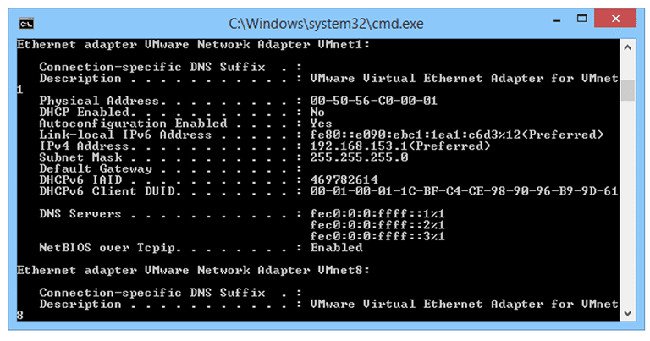 C:\Windows\system32\cmd.exe
Ethernet adapter VMware Network Adapter VMnet1:
Connection-specific DNS Suffix . :
Description . . . . . . . . . . . : VMware Virtual Ethernet Adapter for VMnet
1
Physical Address. . . . . . . . . : 00-50-56-C0-00-01
DHCP Enabled. . . . . . . . . . . : No
Autoconfiguration Enabled . . . . : Yes
Link-local IPv6 Address . . . . . : fe80::e090:ebc1:1ea1:c6d3%12(Preferred)
IPv4 Address. . . . . . . . . . . : 192.168.153.1(Preferred)
Subnet Mask . . . . . . . . . . . : 255.255.255.0
Default Gateway . . . . . . . . . :
DHCPv6 IAID . . . . . . . . . . . : 469782614
DHCPv6 Client DUID. . . . . . . . : 00-01-00-01-1C-BF-C4-CE-98-90-96-B9-9D-61
DNS Servers . . . . . . . . . . . : fec0:0:0:ffff::1%1
fec0:0:0:ffff::2%1
fec0:0:0:ffff::3%1
NetBIOS over Tcpip. . . . . . . . : Enabled
Ethernet adapter VMware Network Adapter VMnet8:
Connection-specific DNS Suffix . :
Description . . . . . . . . . . . : VMware Virtual Ethernet Adapter for VMnet
8